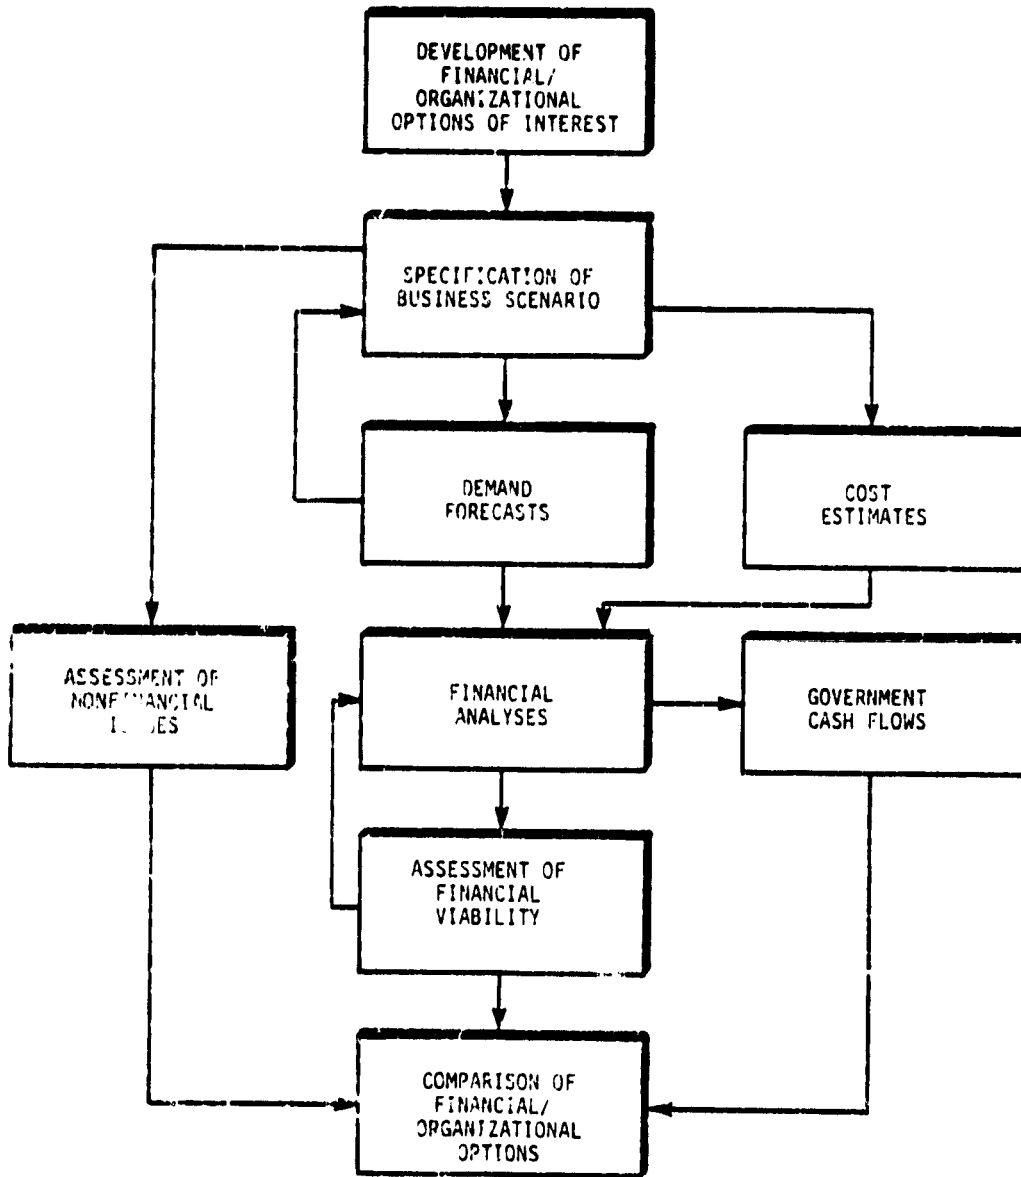 DEVELOPMENT OF
FINANCIAL/
ORGANIZATIONAL
OPTIONS OF INTEREST
SPECIFICATION OF
BUSINESS SCENARIO
DEMAND
FORECASTS
COST
ESTIMATES
ASSESSMENT OF
NONFINANCIAL
FINANCIAL
ANALYSES
GOVERNMENT
CASH FLOWS
ASSESSMENT OF
FINANCIAL
VIABILITY
COMPARISON OF
FINANCIAL/
ORGANIZATIONAL
OPTIONS